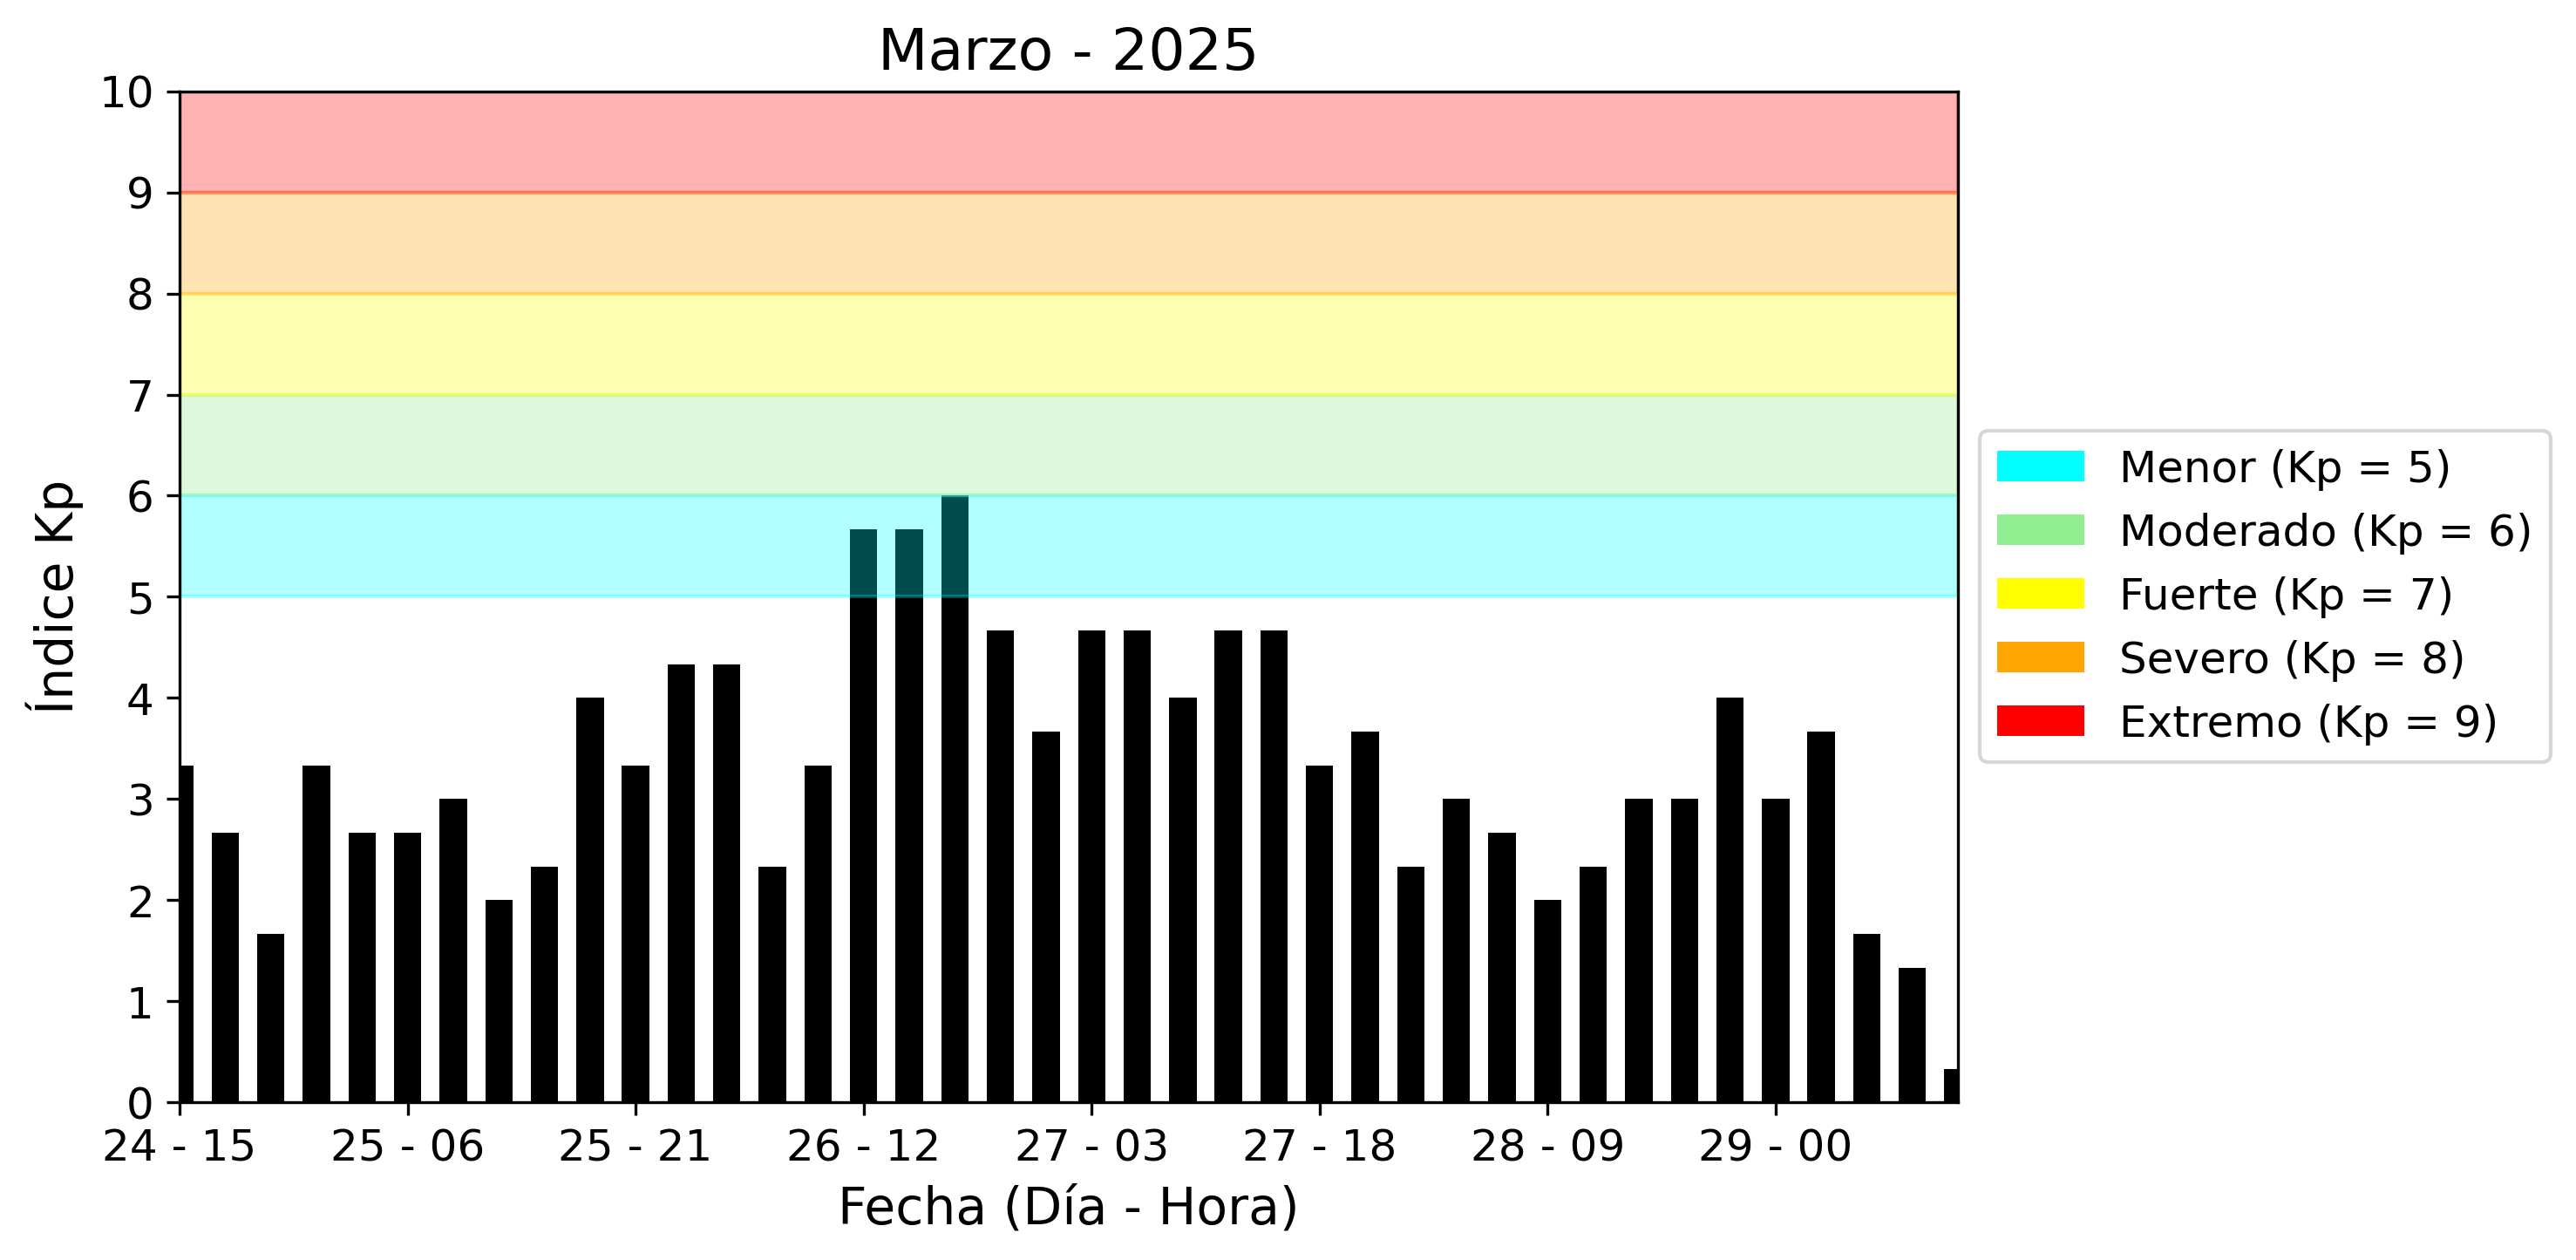 Marzo - 2025
Índice Kp
10
9
8
7
6
5
4
3
2
1
0
24 - 15
25 - 06
25 - 21
26 - 12
27 - 03
27 - 18
28 - 09
29 - 00
Fecha (Día - Hora)
Menor (Kp = 5)
Moderado (Kp = 6)
Fuerte (Kp = 7)
Severo (Kp = 8)
Extremo (Kp = 9)